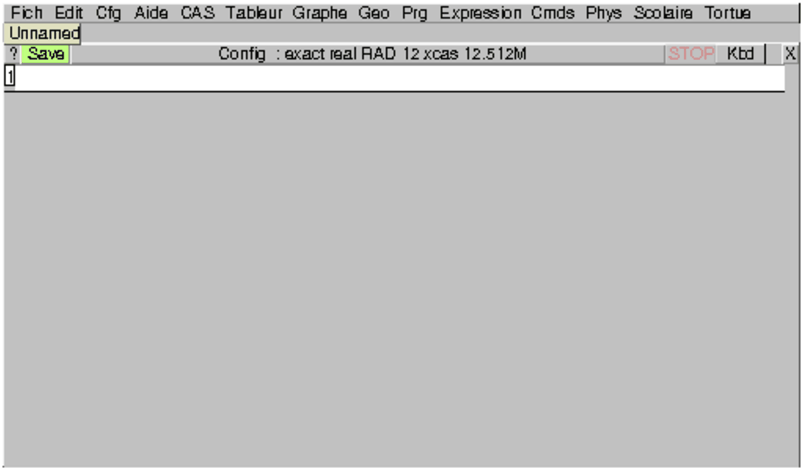 Fich Edit Cfg Aide CAS Tableur Graphe Geo Prg Expression Cmds Phys Scolaire Tortue
Unnamed
? Save Config : exact real RAD 12 xcas 12.512M STOP Kbd X
1